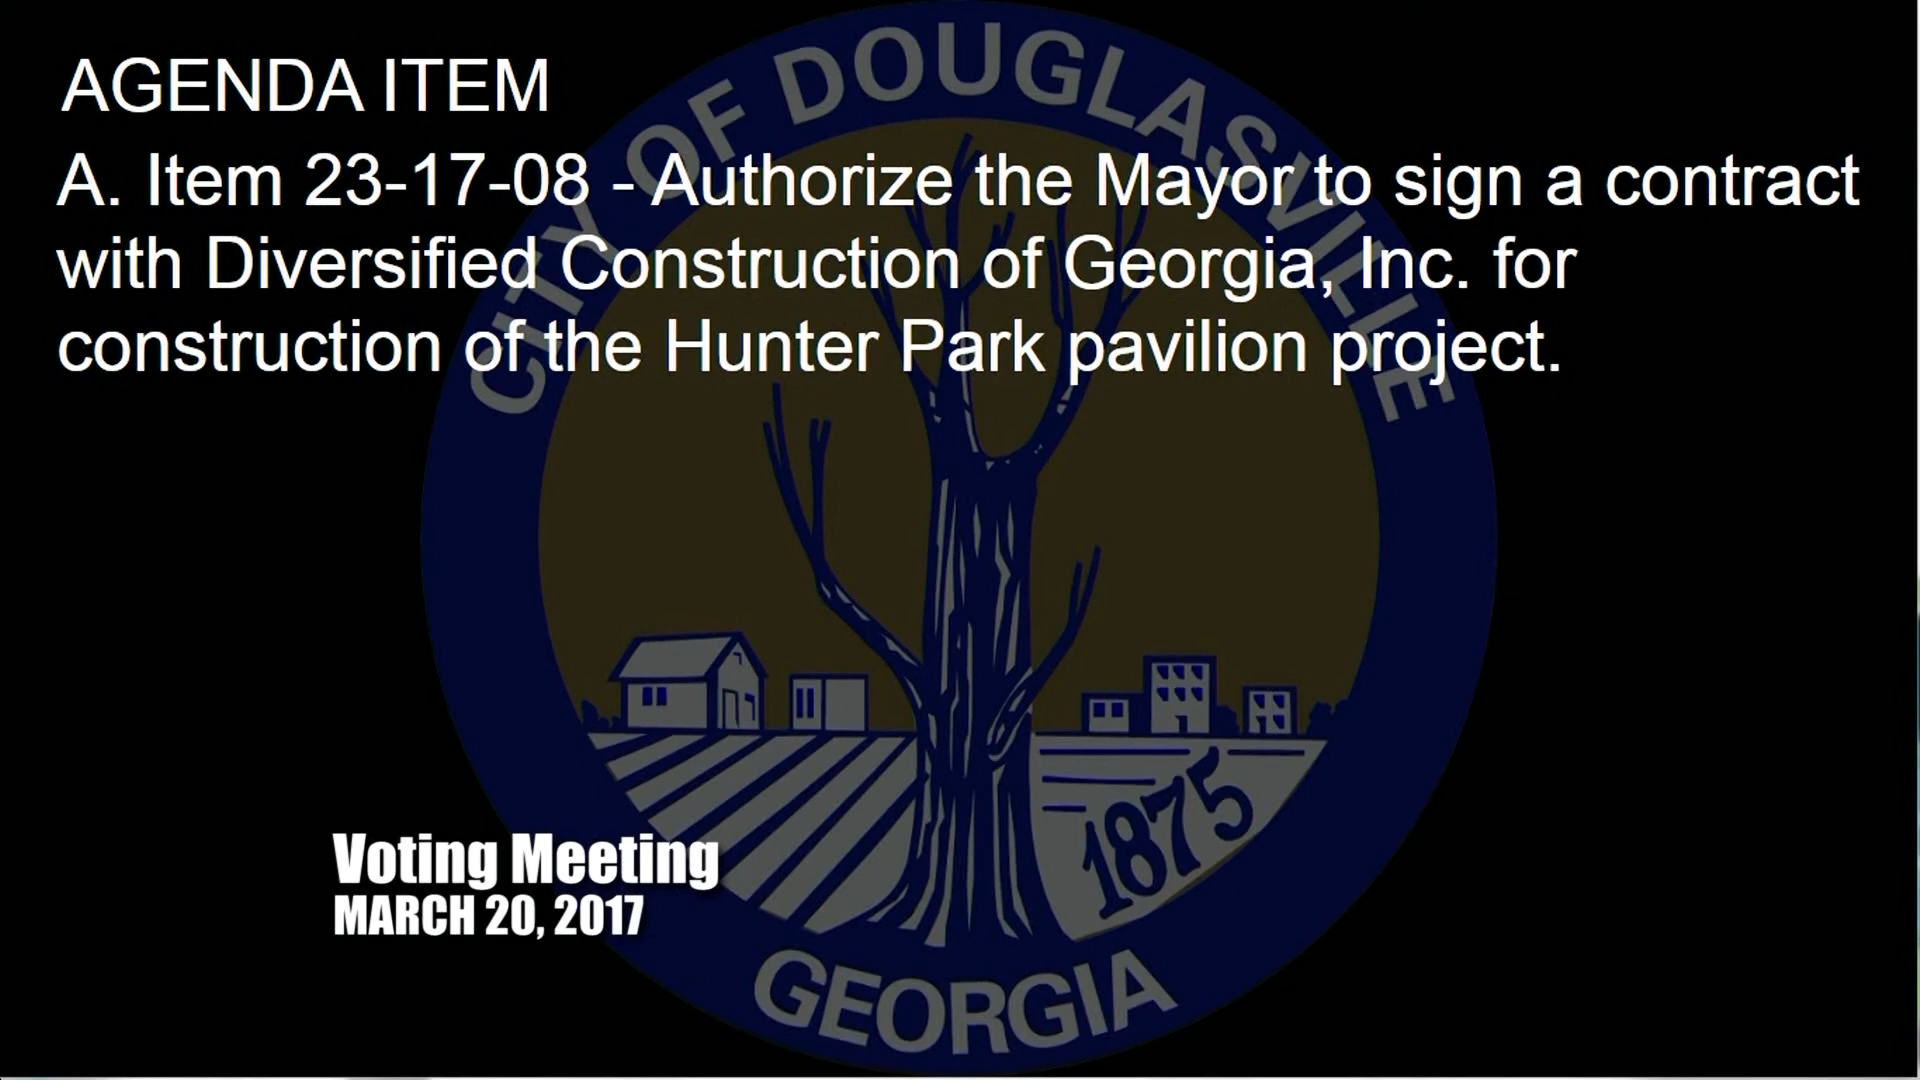 CITY OF DOUGLASVILLE
AGENDA ITEM
A. Item 23-17-08 - Authorize the Mayor to sign a contract
with Diversified Construction of Georgia, Inc. for
construction of the Hunter Park pavilion project.
1875
Voting Meeting
MARCH 20, 2017
GEORGIA